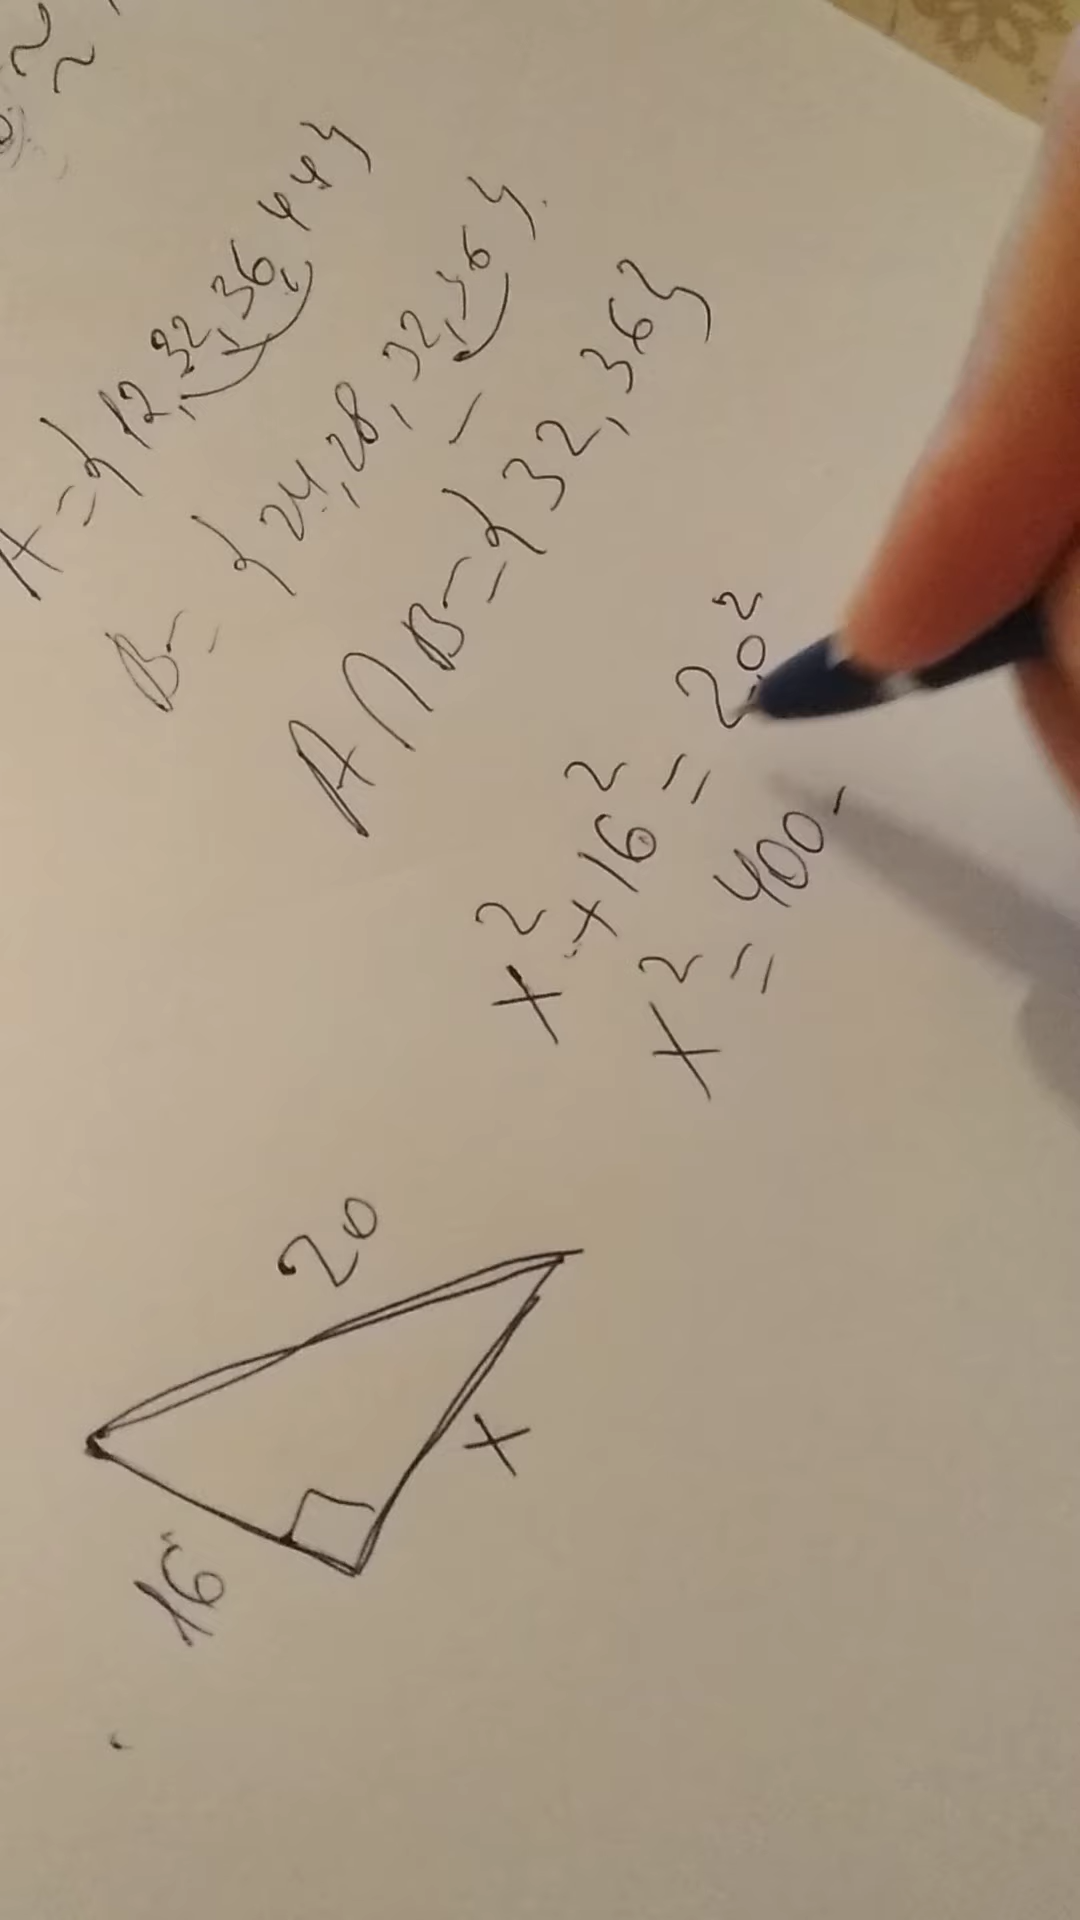 A = { 12, 32, 36, 44 }
B = { 24, 28, 32, 36 }
A ∩ B = { 32, 36 }
x² + 16² = 20²
x² = 400 -
20
x
16